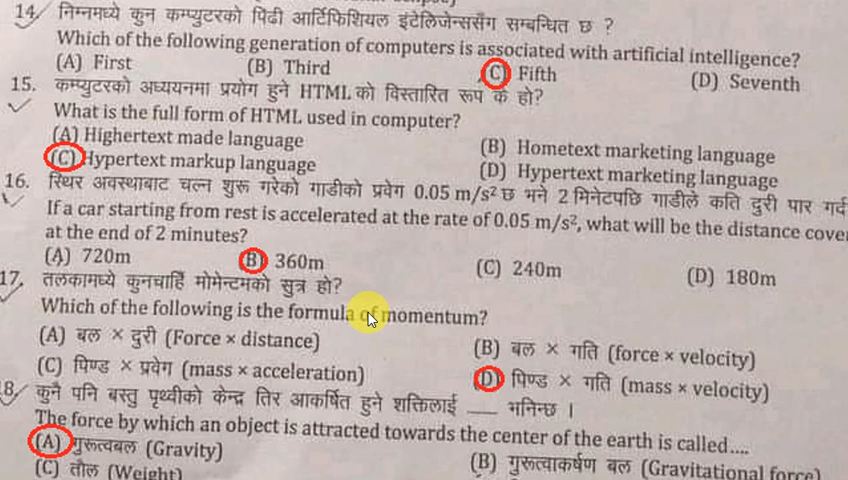 14. निम्नमध्ये कुन कम्प्युटरको पिढी आर्टिफिशियल इंटेलिजेन्ससँग सम्बन्धित छ ?
Which of the following generation of computers is associated with artificial intelligence?
(A) First (B) Third (C) Fifth (D) Seventh
15. कम्प्युटरको अध्ययनमा प्रयोग हुने HTML को विस्तारित रूप के हो?
What is the full form of HTML used in computer?
(A) Highertext made language (B) Hometext marketing language
(C) Hypertext markup language (D) Hypertext marketing language
16. स्थिर अवस्थाबाट चल्न शुरू गरेको गाडीको प्रवेग 0.05 m/s² छ भने 2 मिनेटपछि गाडीले कति दुरी पार गर्द
If a car starting from rest is accelerated at the rate of 0.05 m/s², what will be the distance cove
at the end of 2 minutes?
(A) 720m (B) 360m (C) 240m (D) 180m
17. तलकामध्ये कुनचाहिँ मोमेन्टमको सुत्र हो?
Which of the following is the formula of momentum?
(A) बल × दुरी (Force × distance) (B) बल × गति (force × velocity)
(C) पिण्ड × प्रवेग (mass × acceleration) (D) पिण्ड × गति (mass × velocity)
8. कुनै पनि बस्तु पृथ्वीको केन्द्र तिर आकर्षित हुने शक्तिलाई ___ भनिन्छ ।
The force by which an object is attracted towards the center of the earth is called....
(A) गुरूत्वबल (Gravity) (B) गुरूत्वाकर्षण बल (Gravitational force)
(C) तौल (Weight)